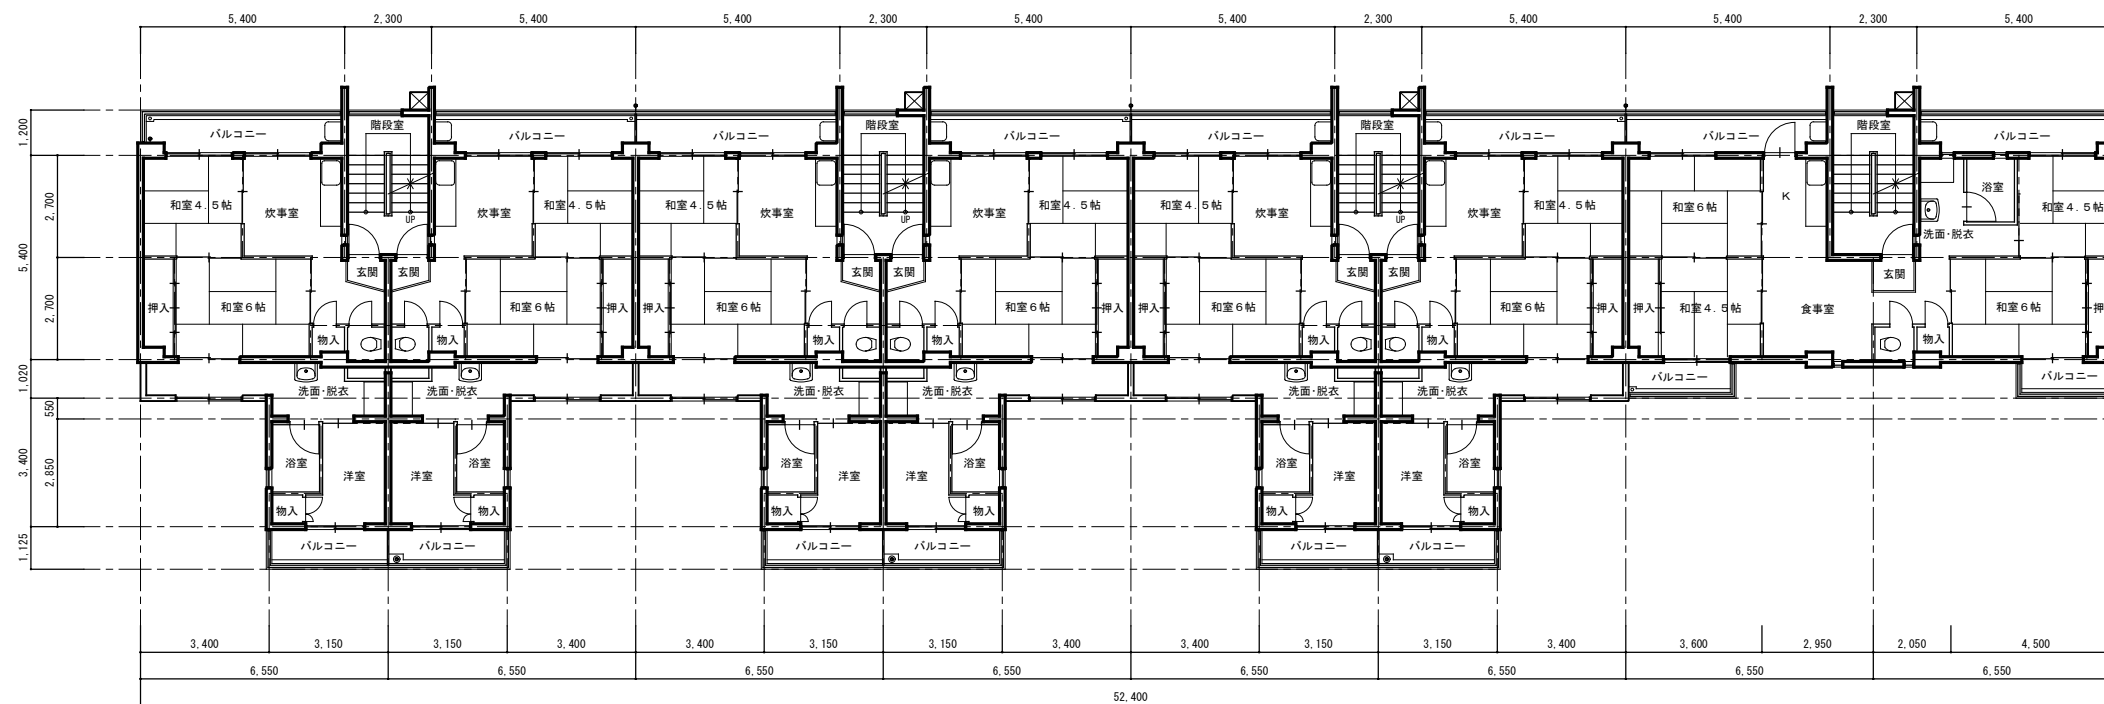 5,400 2,300 5,400 5,400 2,300 5,400 5,400 2,300 5,400 5,400 2,300 5,400
1,200
階段室 階段室 階段室 階段室
バルコニー バルコニー バルコニー バルコニー バルコニー バルコニー バルコニー バルコニー
2,700
浴室
K
和室4.5帖 炊事室 炊事室 和室4.5帖 和室4.5帖 炊事室 炊事室 和室4.5帖 和室4.5帖 炊事室 炊事室 和室4.5帖 和室6帖 和室4.5帖
UP UP UP
洗面・脱衣
5,400
玄関 玄関 玄関 玄関 玄関 玄関 玄関
2,700
押入 和室6帖 和室6帖 押入 押入 和室6帖 和室6帖 押入 押入 和室6帖 和室6帖 押入 押入 和室4.5帖 食事室 和室6帖 押
物入 物入 物入 物入 物入 物入 物入
1,020
バルコニー バルコニー
洗面・脱衣 洗面・脱衣 洗面・脱衣 洗面・脱衣 洗面・脱衣 洗面・脱衣
550
3,400
2,850
浴室 洋室 洋室 浴室 浴室 洋室 洋室 浴室 浴室 洋室 洋室 浴室
物入 物入 物入 物入 物入 物入
1,125
バルコニー バルコニー バルコニー バルコニー バルコニー バルコニー
3,400 3,150 3,150 3,400 3,400 3,150 3,150 3,400 3,400 3,150 3,150 3,400 3,600 2,950 2,050 4,500
6,550 6,550 6,550 6,550 6,550 6,550 6,550 6,550
52,400